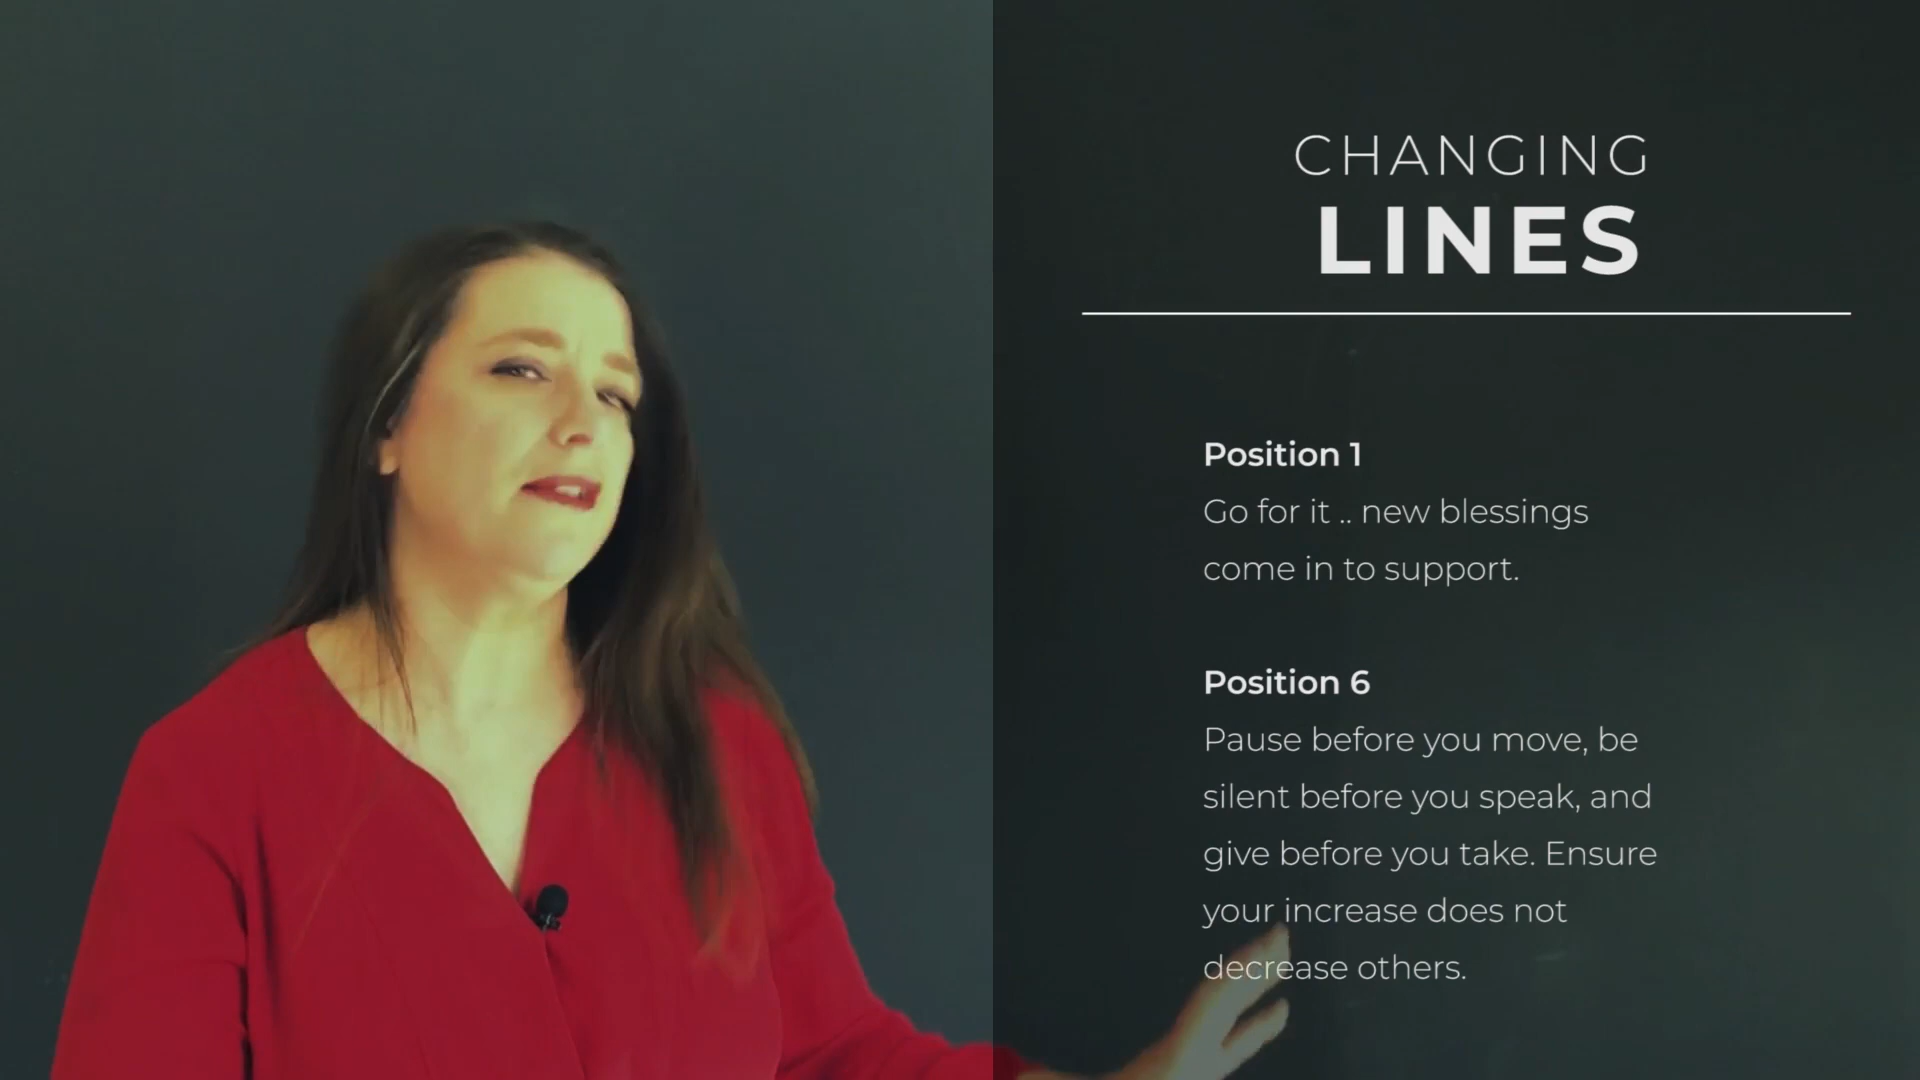 CHANGING
LINES
Position 1
Go for it .. new blessings
come in to support.
Position 6
Pause before you move, be
silent before you speak, and
give before you take. Ensure
your increase does not
decrease others.